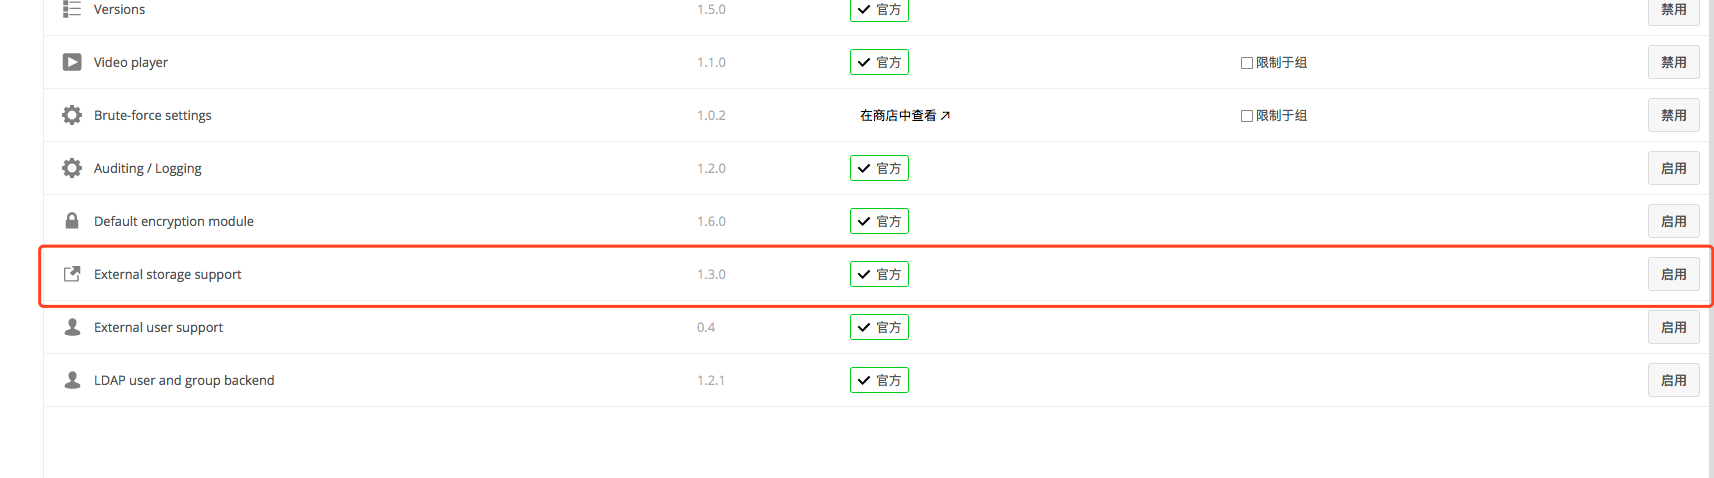 Versions 1.5.0 官方 禁用
Video player 1.1.0 官方 限制于组 禁用
Brute-force settings 1.0.2 在商店中查看 ↗ 限制于组 禁用
Auditing / Logging 1.2.0 官方 启用
Default encryption module 1.6.0 官方 启用
External storage support 1.3.0 官方 启用
External user support 0.4 官方 启用
LDAP user and group backend 1.2.1 官方 启用